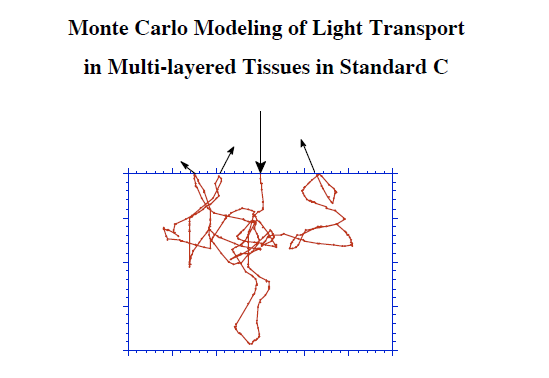 Monte Carlo Modeling of Light Transport
in Multi-layered Tissues in Standard C